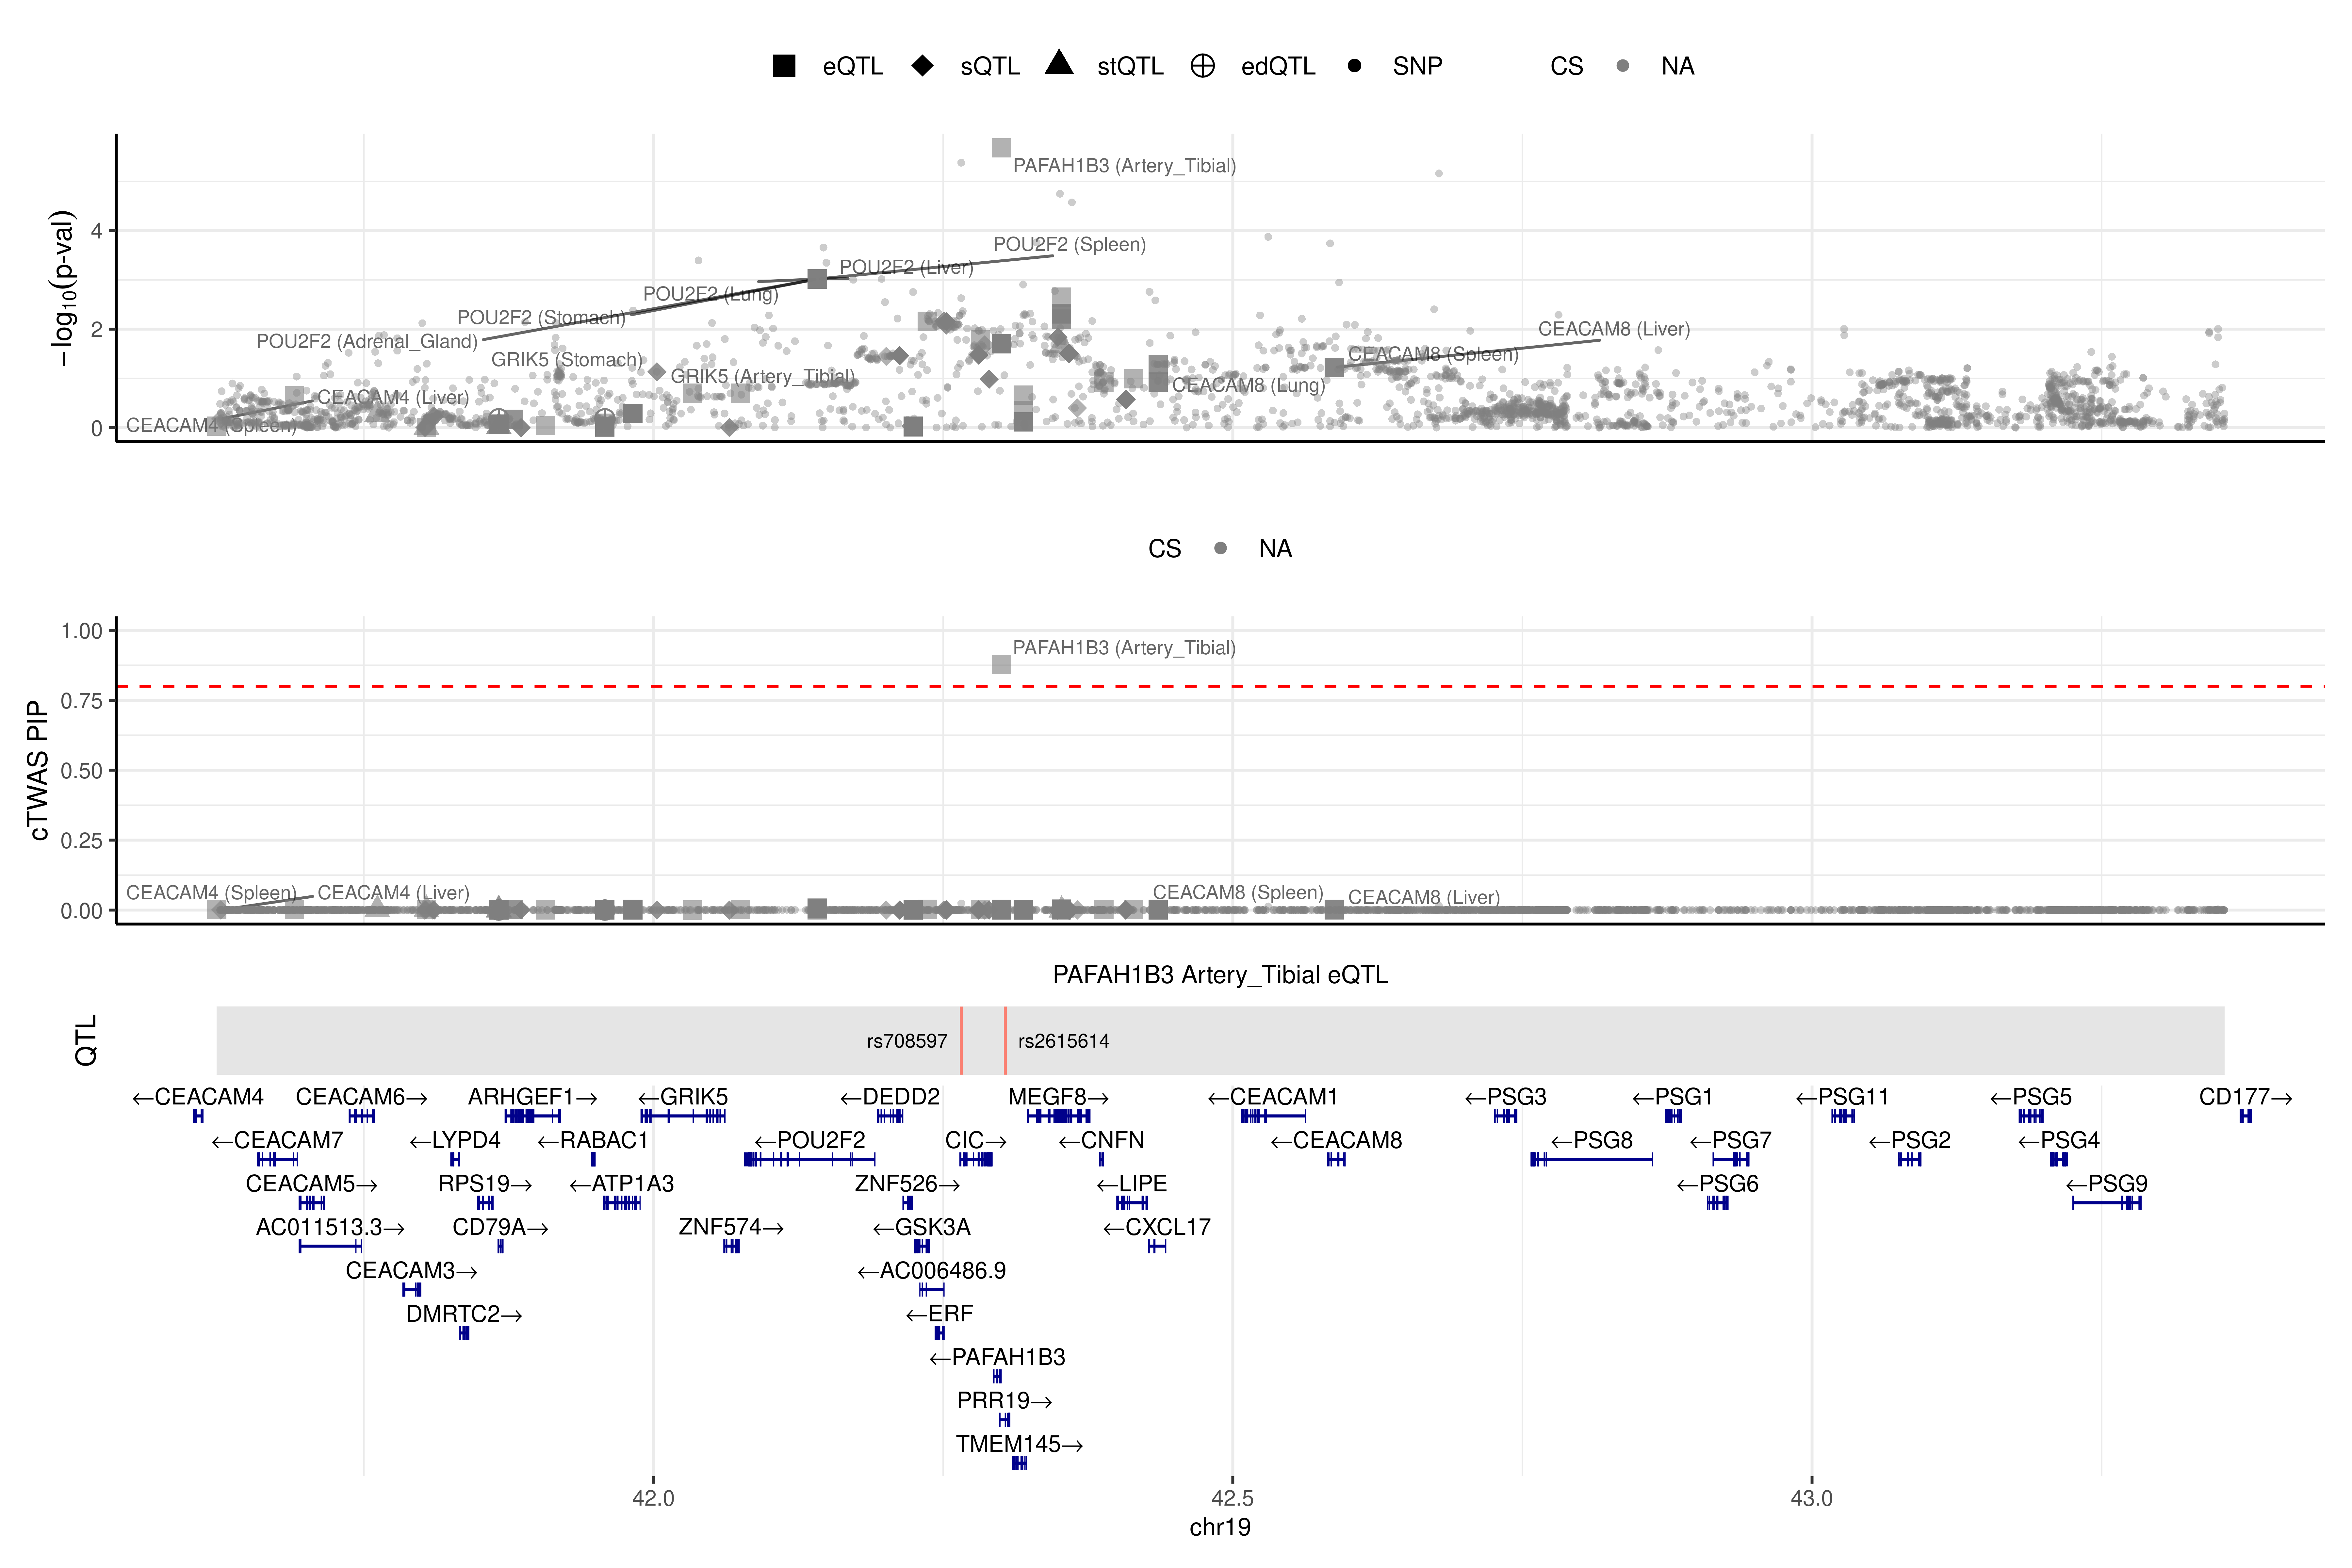 eQTL sQTL stQTL edQTL SNP CS NA
−log10(p-val)
4
2
0
PAFAH1B3 (Artery_Tibial)
POU2F2 (Spleen)
POU2F2 (Liver)
POU2F2 (Lung)
POU2F2 (Stomach)
POU2F2 (Adrenal_Gland)
GRIK5 (Stomach)
GRIK5 (Artery_Tibial)
CEACAM8 (Liver)
CEACAM8 (Spleen)
CEACAM8 (Lung)
CEACAM4 (Liver)
CEACAM4 (Spleen)
CS NA
cTWAS PIP
1.00
0.75
0.50
0.25
0.00
PAFAH1B3 (Artery_Tibial)
CEACAM4 (Spleen) CEACAM4 (Liver) CEACAM8 (Spleen) CEACAM8 (Liver)
PAFAH1B3 Artery_Tibial eQTL
QTL
rs708597 rs2615614
←CEACAM4 CEACAM6→ ARHGEF1→ ←GRIK5 ←DEDD2 MEGF8→ ←CEACAM1 ←PSG3 ←PSG1 ←PSG11 ←PSG5 CD177→
←CEACAM7 ←LYPD4 ←RABAC1 ←POU2F2 CIC→ ←CNFN ←CEACAM8 ←PSG8 ←PSG7 ←PSG2 ←PSG4
CEACAM5→ RPS19→ ←ATP1A3 ZNF526→ ←LIPE ←PSG6 ←PSG9
AC011513.3→ CD79A→ ZNF574→ ←GSK3A ←CXCL17
CEACAM3→ ←AC006486.9
DMRTC2→ ←ERF
←PAFAH1B3
PRR19→
TMEM145→
42.0 42.5 43.0
chr19